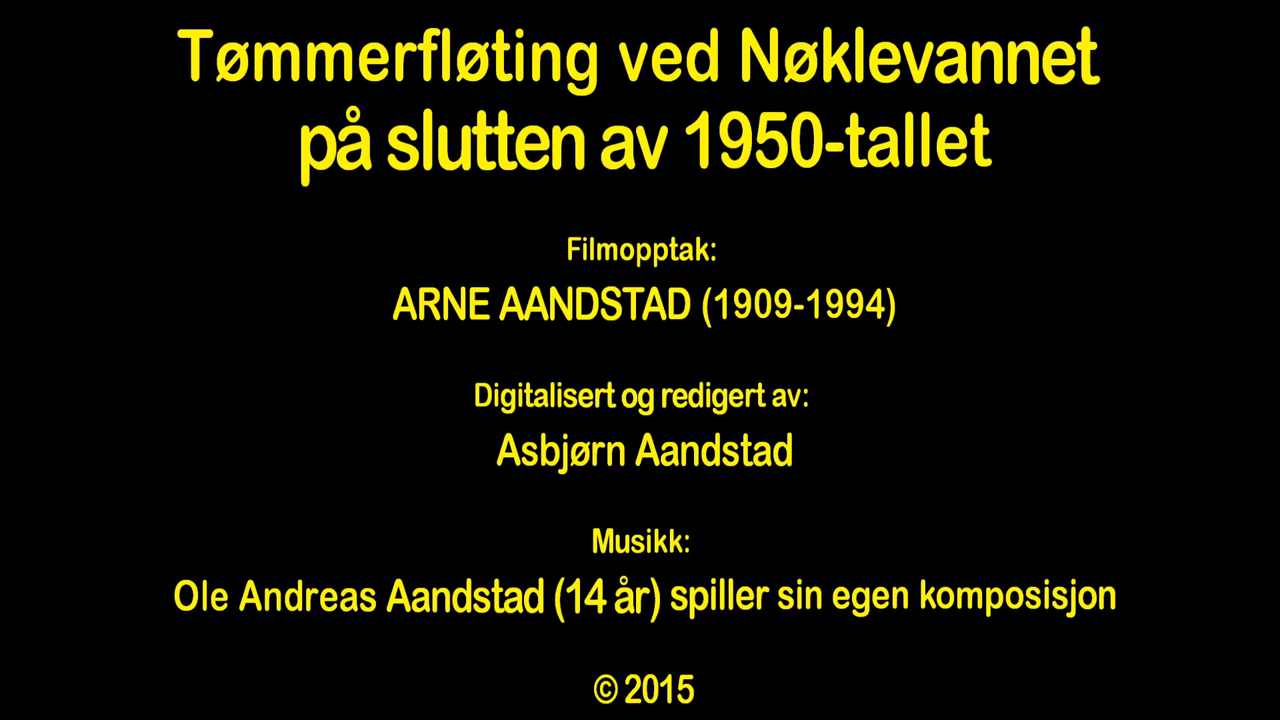 Tømmerfløting ved Nøklevannet
på slutten av 1950-tallet
Filmopptak:
ARNE AANDSTAD (1909-1994)
Digitalisert og redigert av:
Asbjørn Aandstad
Musikk:
Ole Andreas Aandstad (14 år) spiller sin egen komposisjon
© 2015